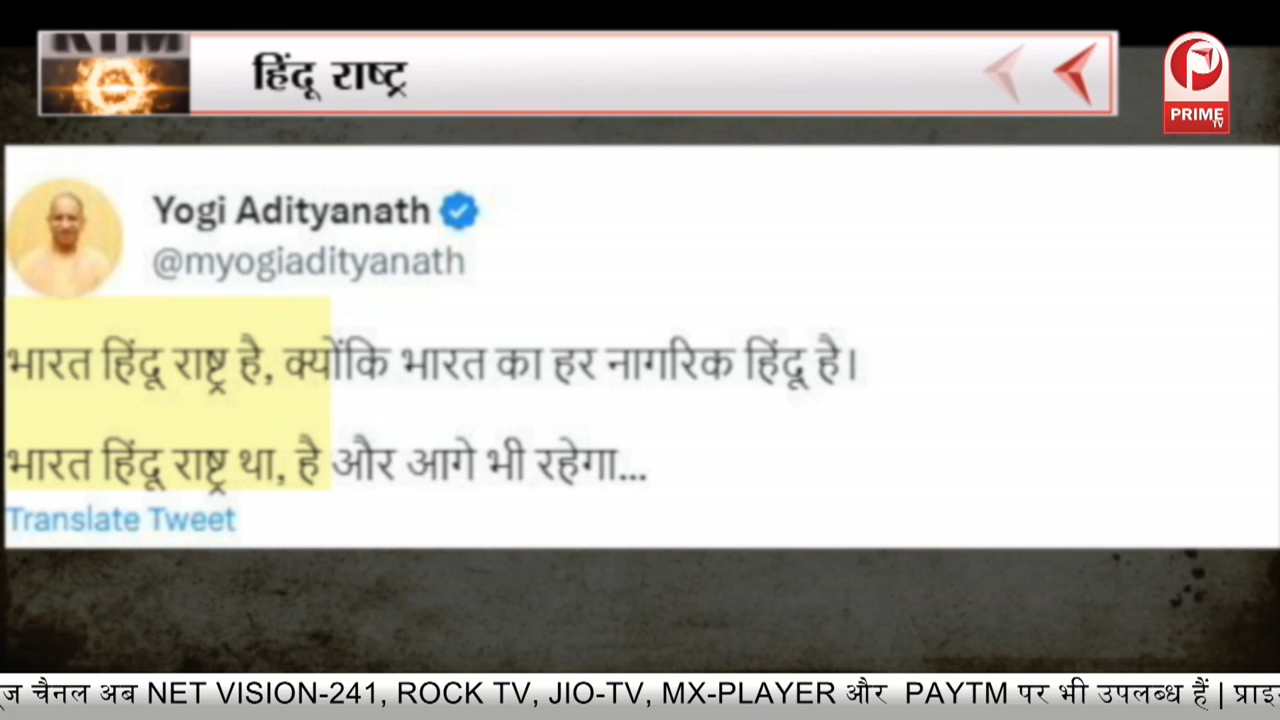 हिंदू राष्ट्र
PRIME
TV
Yogi Adityanath
@myogiadityanath
भारत हिंदू राष्ट्र है, क्योंकि भारत का हर नागरिक हिंदू है।
भारत हिंदू राष्ट्र था, है और आगे भी रहेगा...
Translate Tweet
चैनल अब NET VISION-241, ROCK TV, JIO-TV, MX-PLAYER और PAYTM पर भी उपलब्ध हैं |